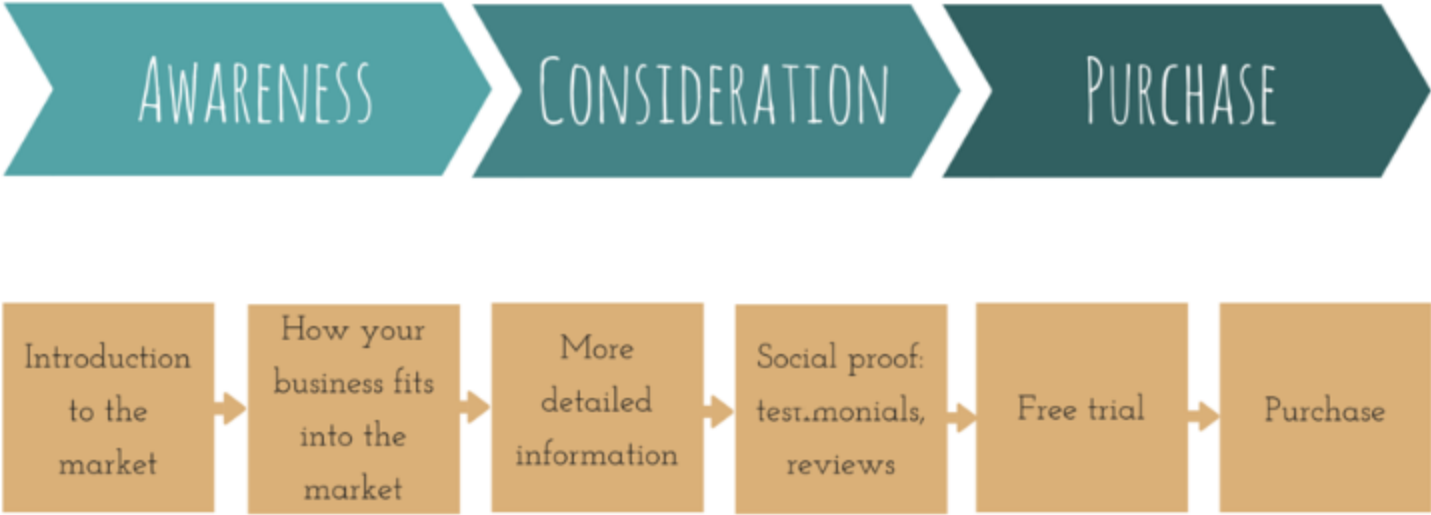 AWARENESS
CONSIDERATION
PURCHASE
Introduction
to the
market
How your
business fits
into the
market
More
detailed
information
Social proof:
testimonials,
reviews
Free trial
Purchase